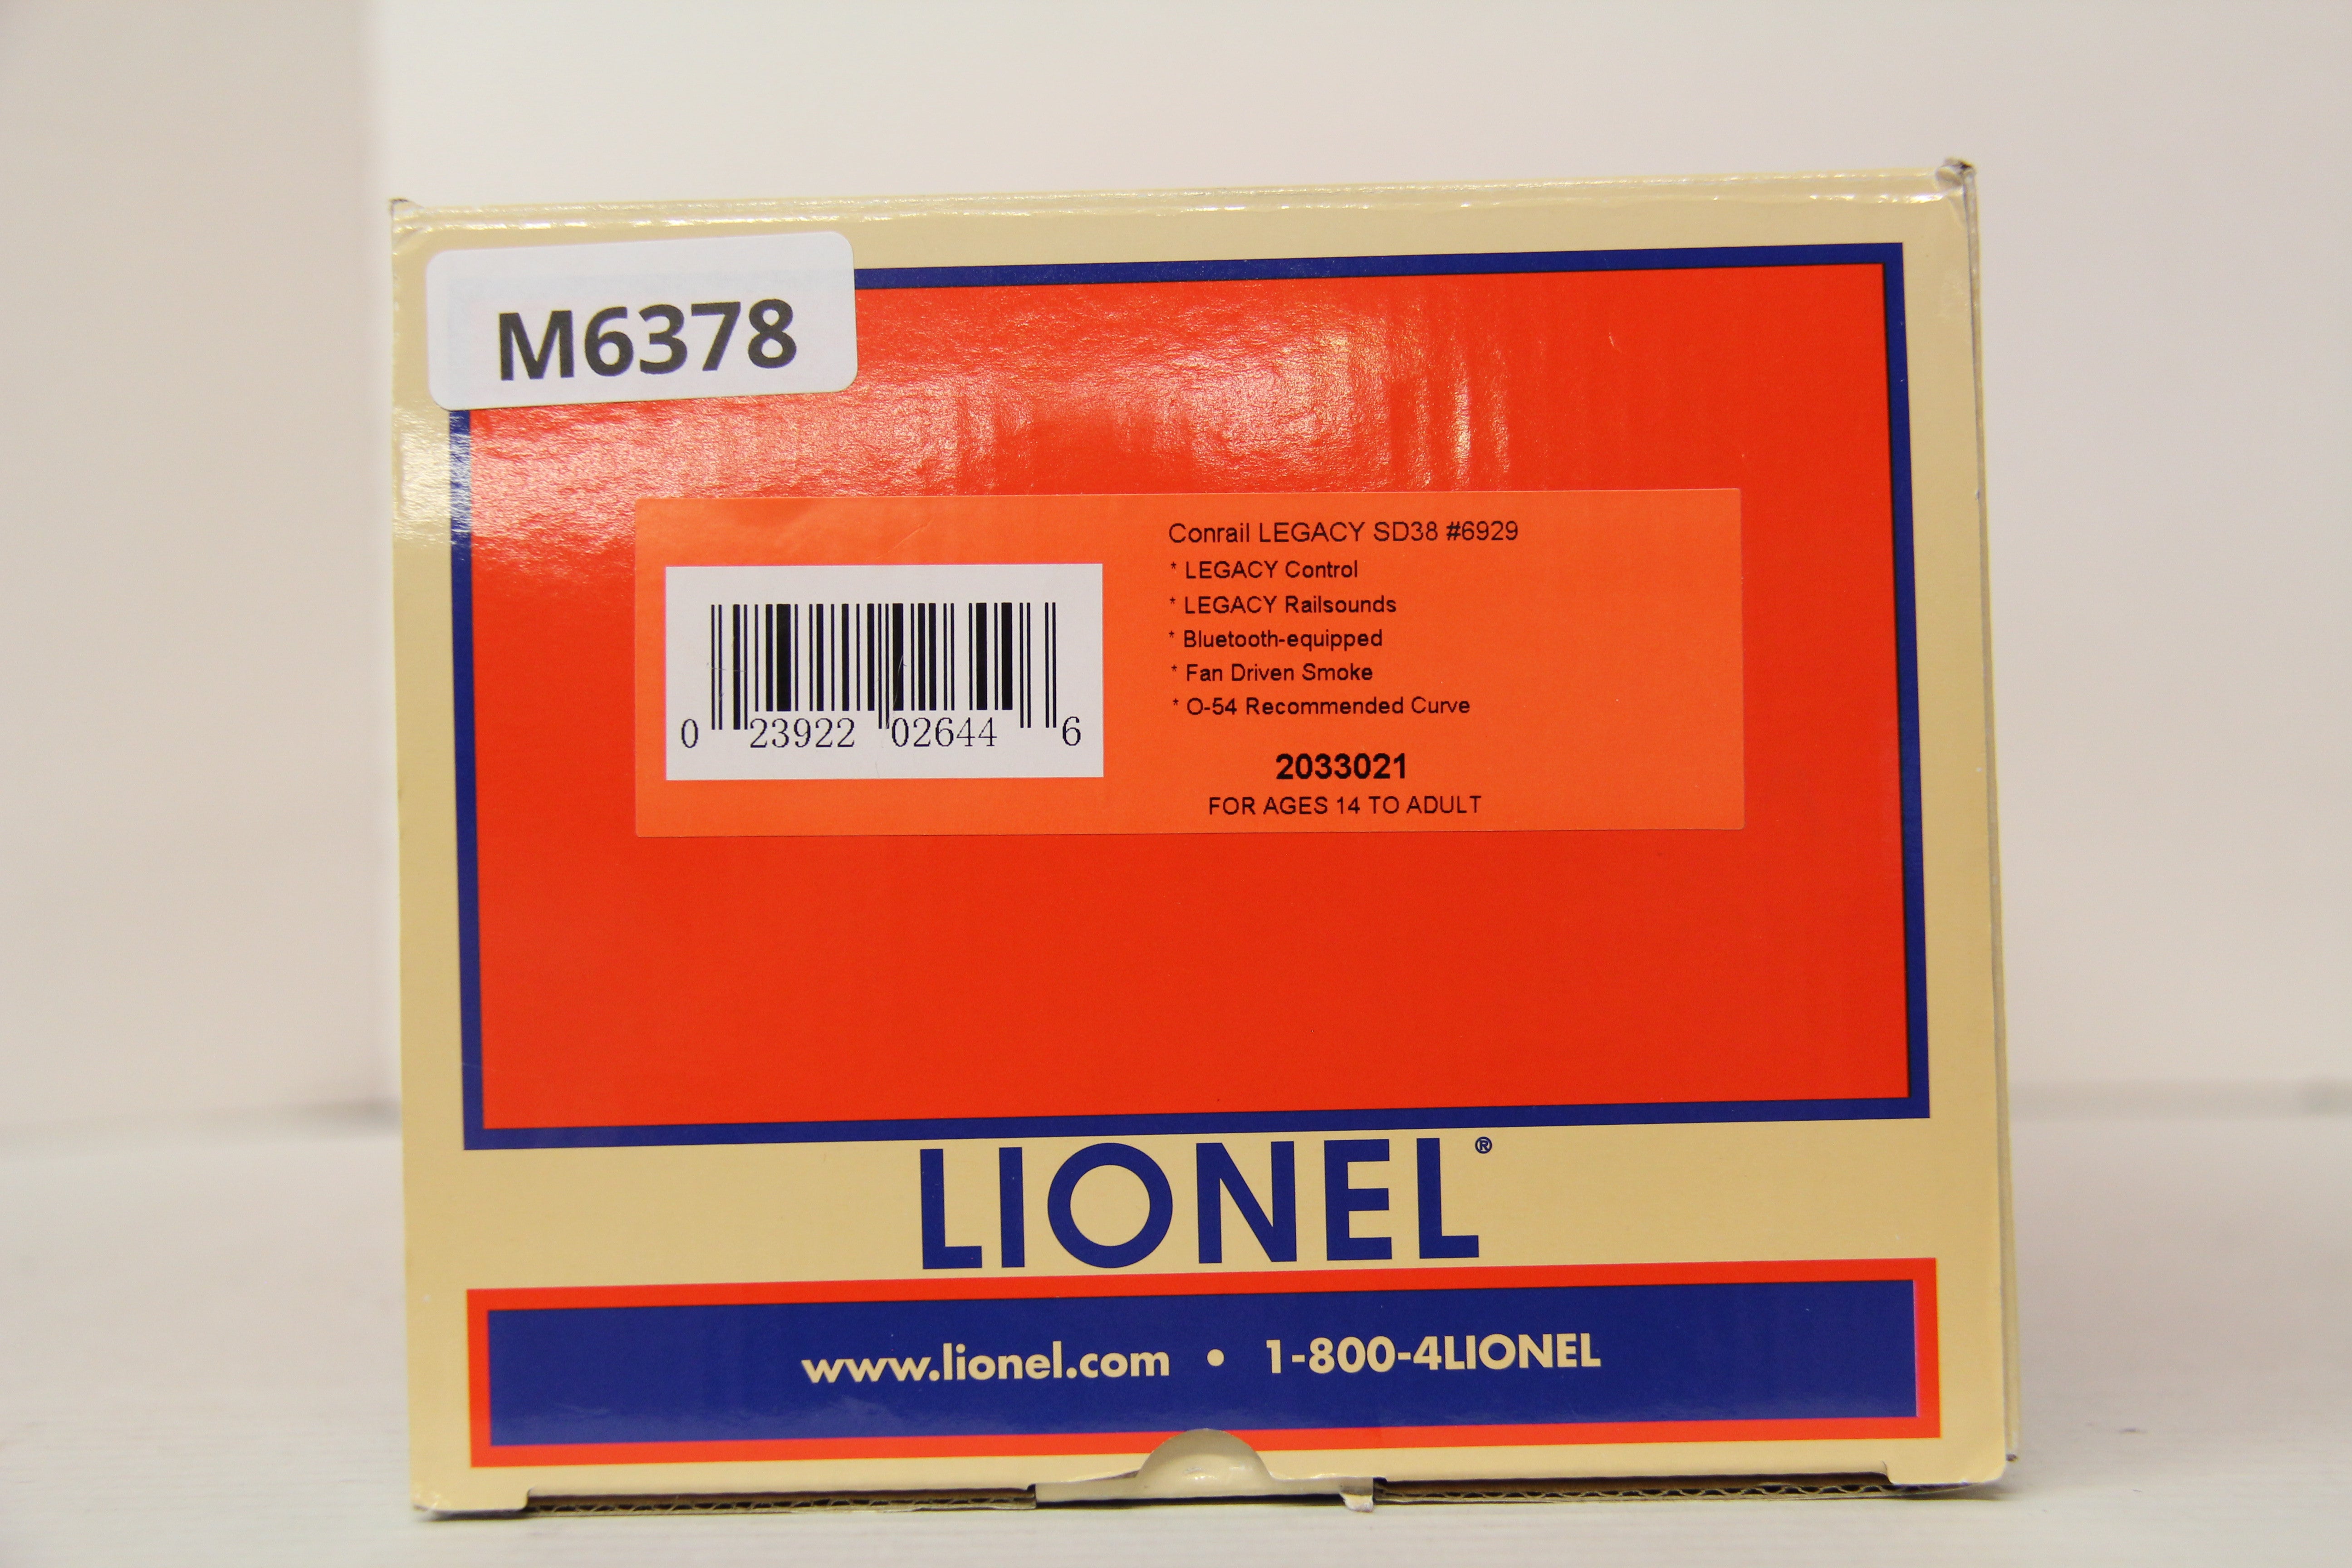 M6378
Conrail LEGACY SD38 #6929
* LEGACY Control
* LEGACY Railsounds
* Bluetooth-equipped
* Fan Driven Smoke
* O-54 Recommended Curve
0 23922 02644 6
2033021
FOR AGES 14 TO ADULT
LIONEL®
www.lionel.com • 1-800-4LIONEL